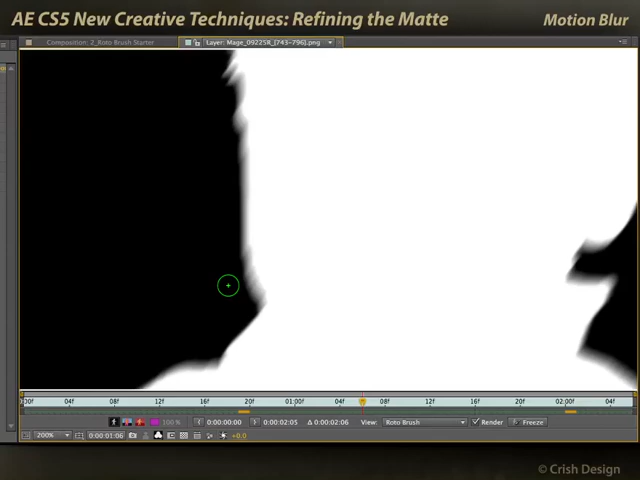 AE CS5 New Creative Techniques: Refining the Matte
Motion Blur
Composition: 2_Roto Brush Starter
Layer: Mage_09225R_[743-796].png
:00f 04f 08f 12f 16f 20f 01:00f 04f 08f 12f 16f 20f 02:00f 04f
100 % 0:00:00:00 0:00:02:05 Δ 0:00:02:06 View: Roto Brush Render Freeze
200% 0:00:01:06 +0.0
© Crish Design